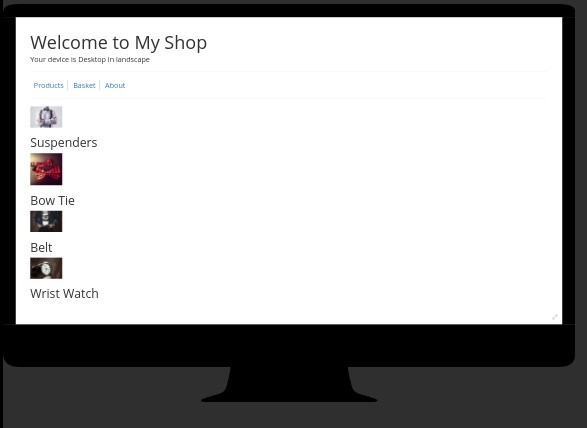 Welcome to My Shop
Your device is Desktop in landscape
Products Basket About
Suspenders
Bow Tie
Belt
Wrist Watch